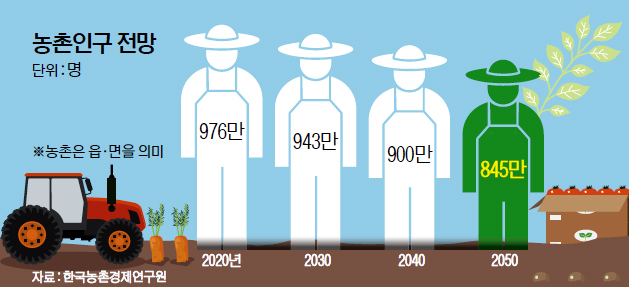 농촌인구 전망
단위 : 명
※농촌은 읍·면을 의미
976만
943만
900만
845만
2020년
2030
2040
2050
자료 : 한국농촌경제연구원